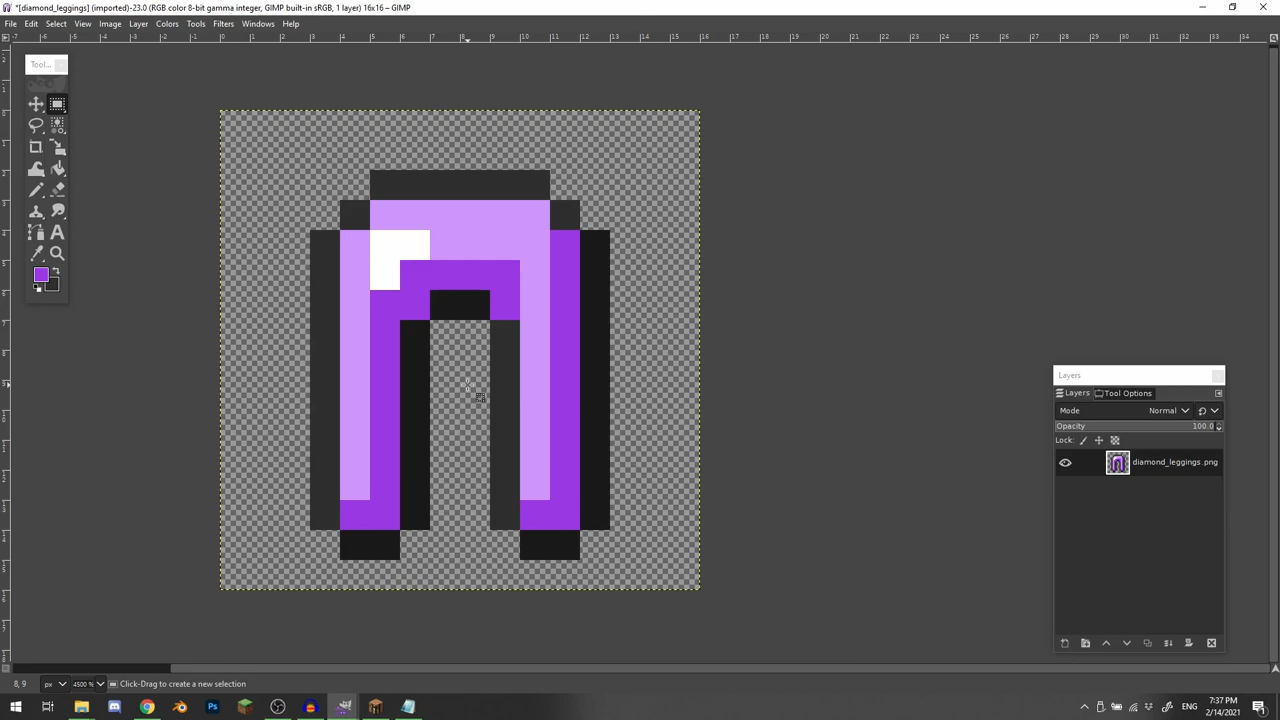 *[diamond_leggings] (imported)-23.0 (RGB color 8-bit gamma integer, GIMP built-in sRGB, 1 layer) 16x16 – GIMP
File Edit Select View Image Layer Colors Tools Filters Windows Help
Tool...
Layers
Layers Tool Options
Mode Normal
Opacity 100.0
Lock:
diamond_leggings.png
8, 9 px 4500 % Click-Drag to create a new selection
ENG 7:37 PM
2/14/2021